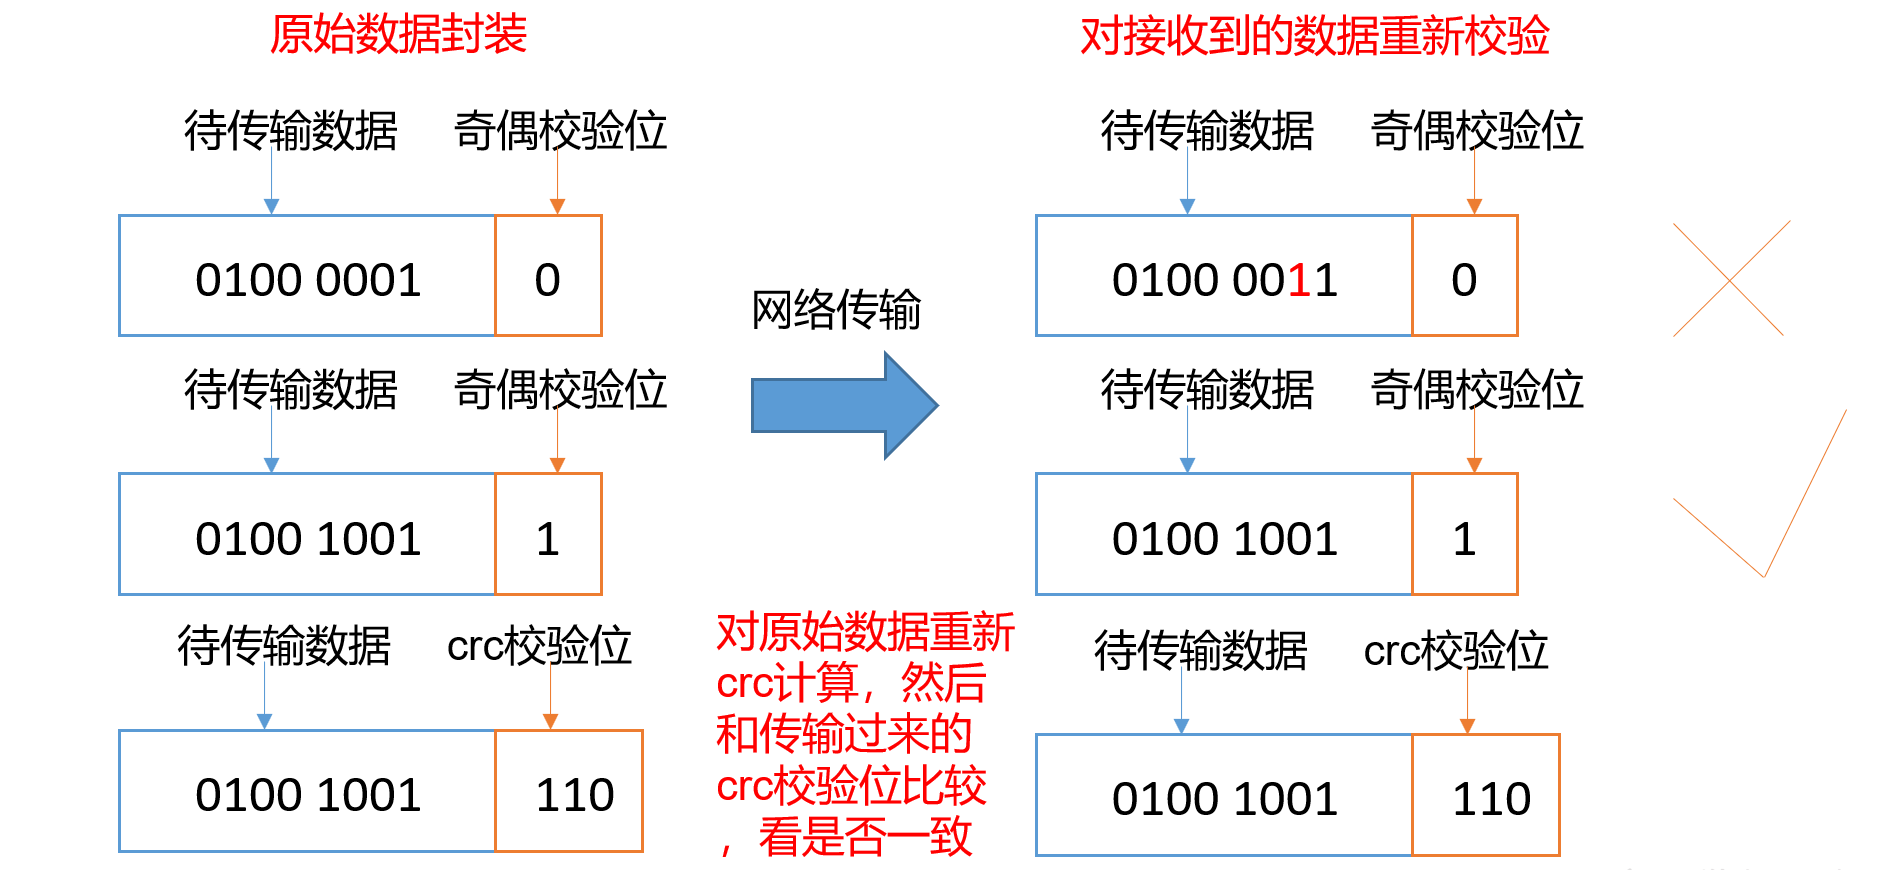 原始数据封装
对接收到的数据重新校验
待传输数据 奇偶校验位
待传输数据 奇偶校验位
0100 0001 0
0100 0011 0
网络传输
待传输数据 奇偶校验位
待传输数据 奇偶校验位
0100 1001 1
0100 1001 1
待传输数据 crc校验位
对原始数据重新
crc计算，然后
和传输过来的
crc校验位比较
，看是否一致
待传输数据 crc校验位
0100 1001 110
0100 1001 110